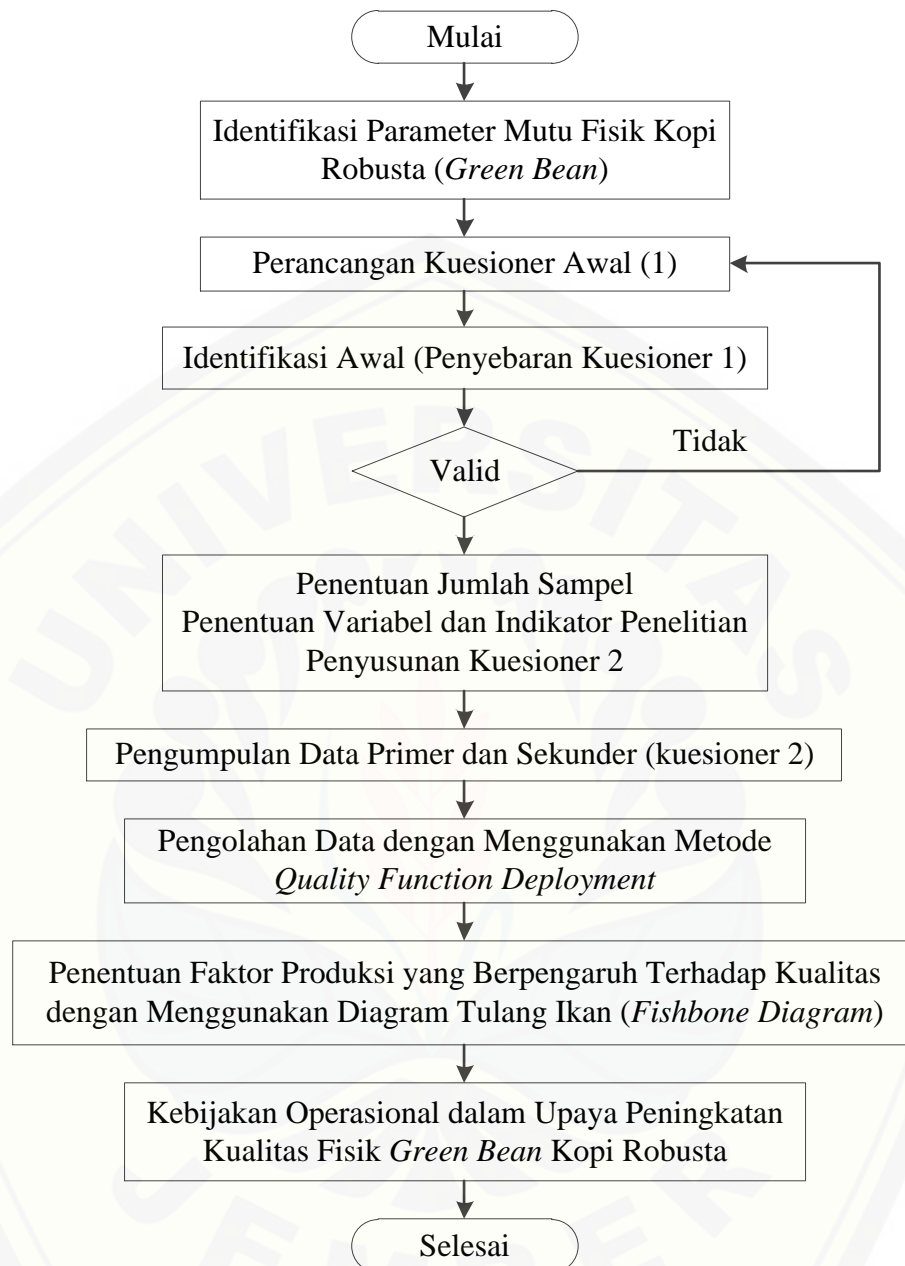 Mulai
Identifikasi Parameter Mutu Fisik Kopi
Robusta (Green Bean)
Perancangan Kuesioner Awal (1)
Identifikasi Awal (Penyebaran Kuesioner 1)
Valid
Tidak
Penentuan Jumlah Sampel
Penentuan Variabel dan Indikator Penelitian
Penyusunan Kuesioner 2
Pengumpulan Data Primer dan Sekunder (kuesioner 2)
Pengolahan Data dengan Menggunakan Metode
Quality Function Deployment
Penentuan Faktor Produksi yang Berpengaruh Terhadap Kualitas
dengan Menggunakan Diagram Tulang Ikan (Fishbone Diagram)
Kebijakan Operasional dalam Upaya Peningkatan
Kualitas Fisik Green Bean Kopi Robusta
Selesai
UNIVERSITAS
JEMBER